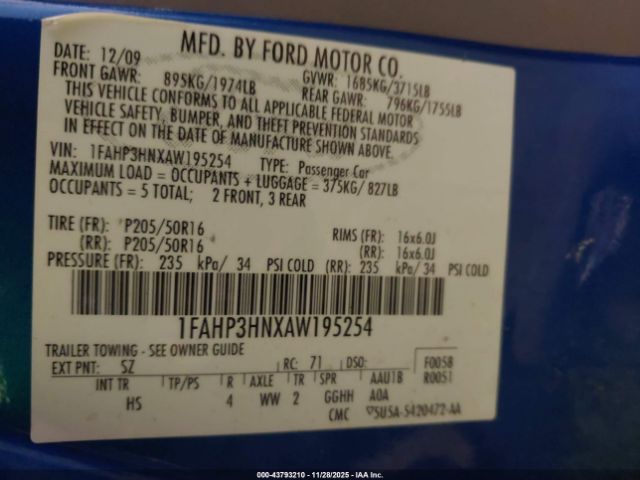 MFD. BY FORD MOTOR CO.
DATE: 12/09 GVWR: 1685KG/3715LB
FRONT GAWR: 895KG/1974LB REAR GAWR: 796KG/1755LB
THIS VEHICLE CONFORMS TO ALL APPLICABLE FEDERAL MOTOR
VEHICLE SAFETY, BUMPER, AND THEFT PREVENTION STANDARDS
IN EFFECT ON THE DATE OF MANUFACTURE SHOWN ABOVE.
VIN: 1FAHP3HNXAW195254 TYPE: Passenger Car
MAXIMUM LOAD = OCCUPANTS + LUGGAGE = 375KG/ 827LB
OCCUPANTS = 5 TOTAL; 2 FRONT, 3 REAR
TIRE (FR): P205/50R16 RIMS (FR): 16x6.0J
(RR): P205/50R16 (RR): 16x6.0J
PRESSURE (FR): 235 kPa/ 34 PSI COLD (RR): 235 kPa/ 34 PSI COLD
1FAHP3HNXAW195254
TRAILER TOWING - SEE OWNER GUIDE
EXT PNT: SZ RC: 71 DSO: F0058
INT TR TP/PS R AXLE TR SPR AAU1B R0051
HS 4 WW 2 GGHH AOA
CMC 5U5A-5420472-AA
000-43793210 - 11/28/2025 - IAA Inc.